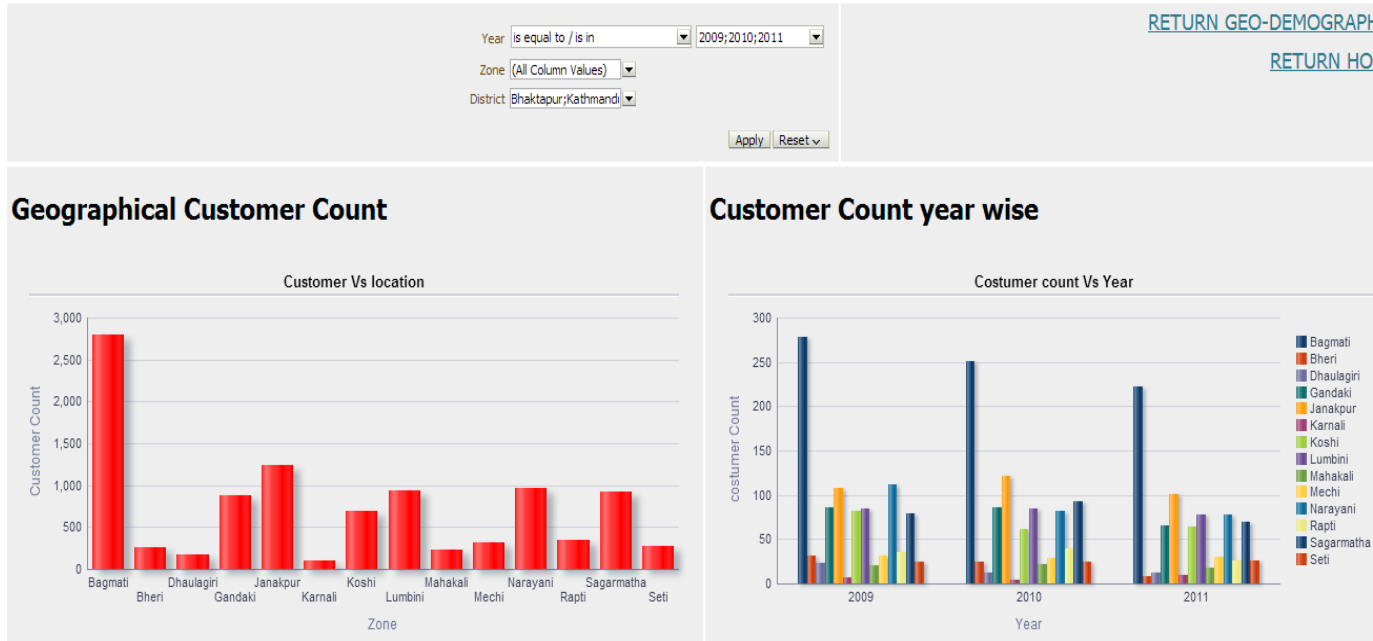 RETURN GEO-DEMOGRAPH
RETURN HO
Year is equal to / is in 2009;2010;2011
Zone (All Column Values)
District Bhaktapur;Kathmand
Apply Reset
Geographical Customer Count
Customer Count year wise
Customer Vs location
3,000
2,500
2,000
1,500
1,000
500
0
Customer Count
Bagmati Dhaulagiri Janakpur Koshi Mahakali Narayani Sagarmatha
Bheri Gandaki Karnali Lumbini Mechi Rapti Seti
Zone
Costumer count Vs Year
300
250
200
150
100
50
0
costumer Count
2009 2010 2011
Year
Bagmati
Bheri
Dhaulagiri
Gandaki
Janakpur
Karnali
Koshi
Lumbini
Mahakali
Mechi
Narayani
Rapti
Sagarmatha
Seti